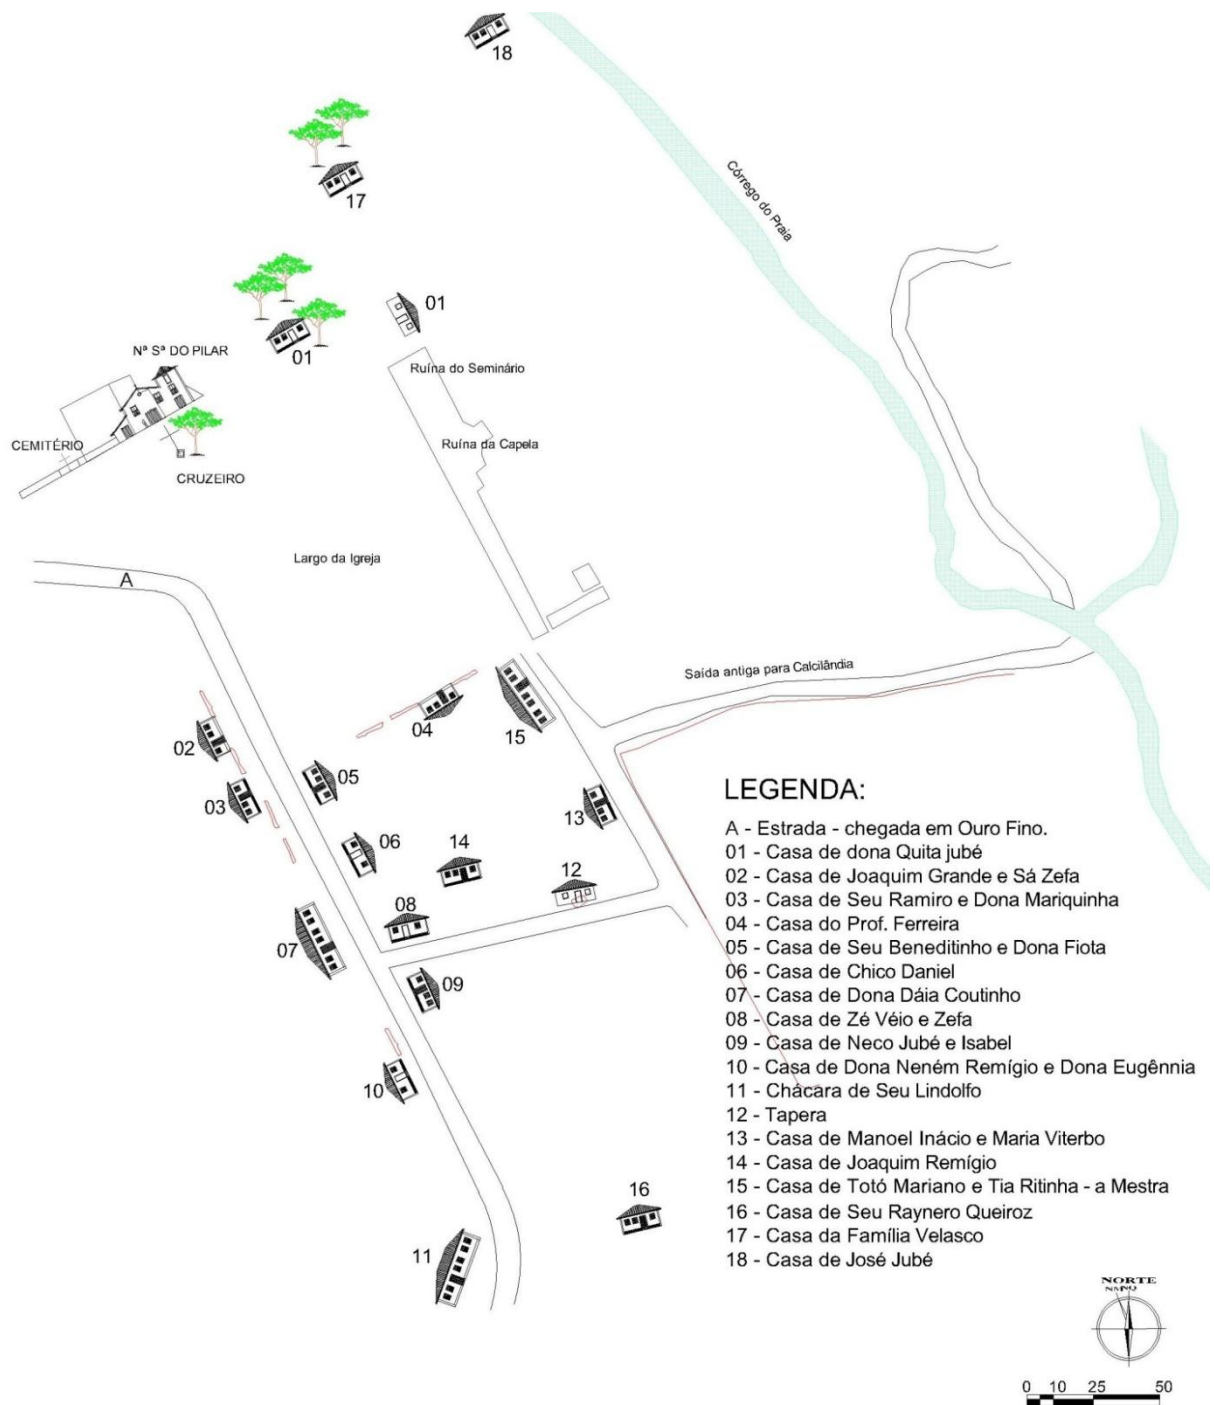 18
17
Córrego do Praia
01
01
Nª Sª DO PILAR
Ruína do Seminário
CEMITÉRIO
Ruína da Capela
CRUZEIRO
Largo da Igreja
A
Saída antiga para Calcilândia
04
15
02
05
03
13
06
14
12
08
07
09
10
16
11
LEGENDA:
A - Estrada - chegada em Ouro Fino.
01 - Casa de dona Quita jubé
02 - Casa de Joaquim Grande e Sá Zefa
03 - Casa de Seu Ramiro e Dona Mariquinha
04 - Casa do Prof. Ferreira
05 - Casa de Seu Beneditinho e Dona Fiota
06 - Casa de Chico Daniel
07 - Casa de Dona Dáia Coutinho
08 - Casa de Zé Véio e Zefa
09 - Casa de Neco Jubé e Isabel
10 - Casa de Dona Neném Remígio e Dona Eugênnia
11 - Chácara de Seu Lindolfo
12 - Tapera
13 - Casa de Manoel Inácio e Maria Viterbo
14 - Casa de Joaquim Remígio
15 - Casa de Totó Mariano e Tia Ritinha - a Mestra
16 - Casa de Seu Raynero Queiroz
17 - Casa da Família Velasco
18 - Casa de José Jubé
NORTE
0 10 25 50